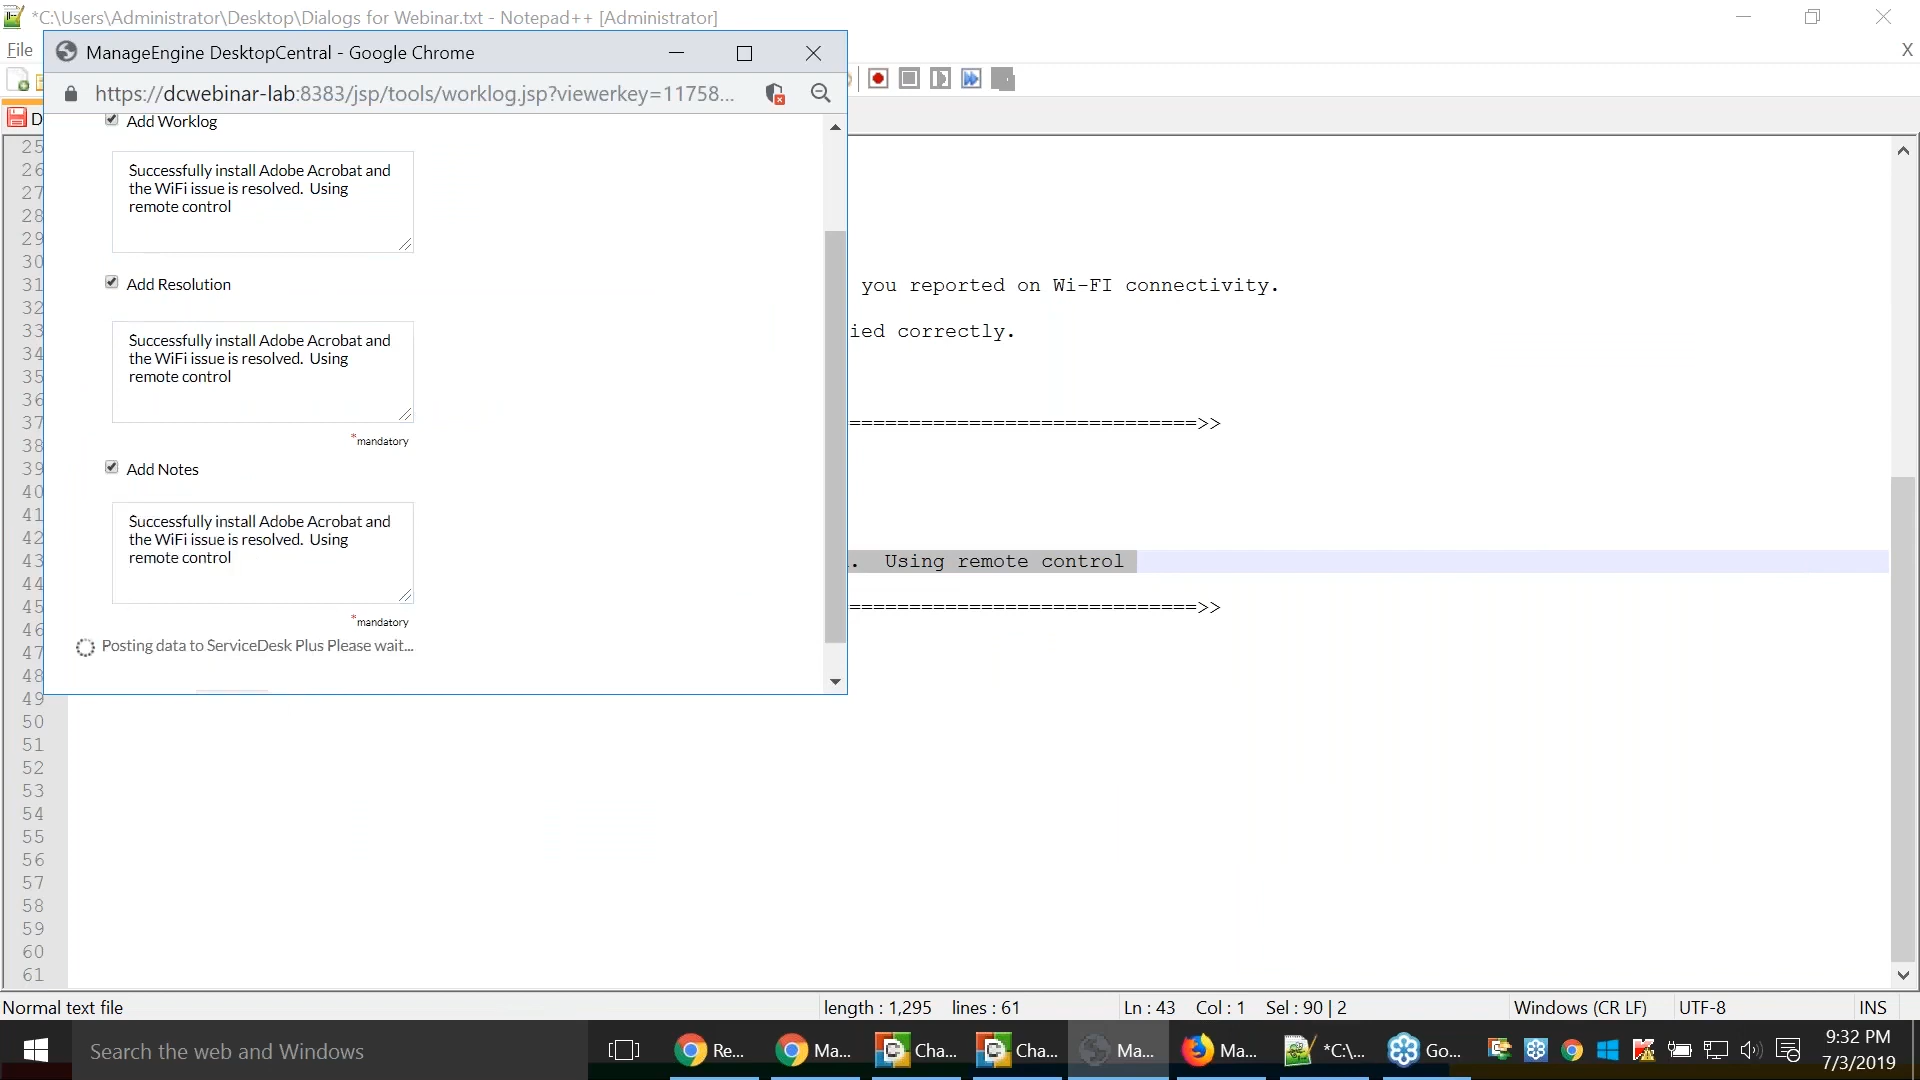 *C:\Users\Administrator\Desktop\Dialogs for Webinar.txt - Notepad++ [Administrator]
File
X
ManageEngine DesktopCentral - Google Chrome
https://dcwebinar-lab:8383/jsp/tools/worklog.jsp?viewerkey=11758...
D
Add Worklog
Successfully install Adobe Acrobat and
the WiFi issue is resolved.  Using
remote control
Add Resolution
Successfully install Adobe Acrobat and
the WiFi issue is resolved.  Using
remote control
*mandatory
Add Notes
Successfully install Adobe Acrobat and
the WiFi issue is resolved.  Using
remote control
*mandatory
Posting data to ServiceDesk Plus Please wait...
25
26
27
28
29
30
31 you reported on Wi-FI connectivity.
32
33 ied correctly.
34
35
36
37 =============================>>
38
39
40
41
42
43 .  Using remote control
44
45 =============================>>
46
47
48
49
50
51
52
53
54
55
56
57
58
59
60
61
Normal text file length : 1,295 lines : 61 Ln : 43 Col : 1 Sel : 90 | 2 Windows (CR LF) UTF-8 INS
Search the web and Windows Re... Ma... Cha... Cha... Ma... Ma... *C:\... Go...
9:32 PM
7/3/2019